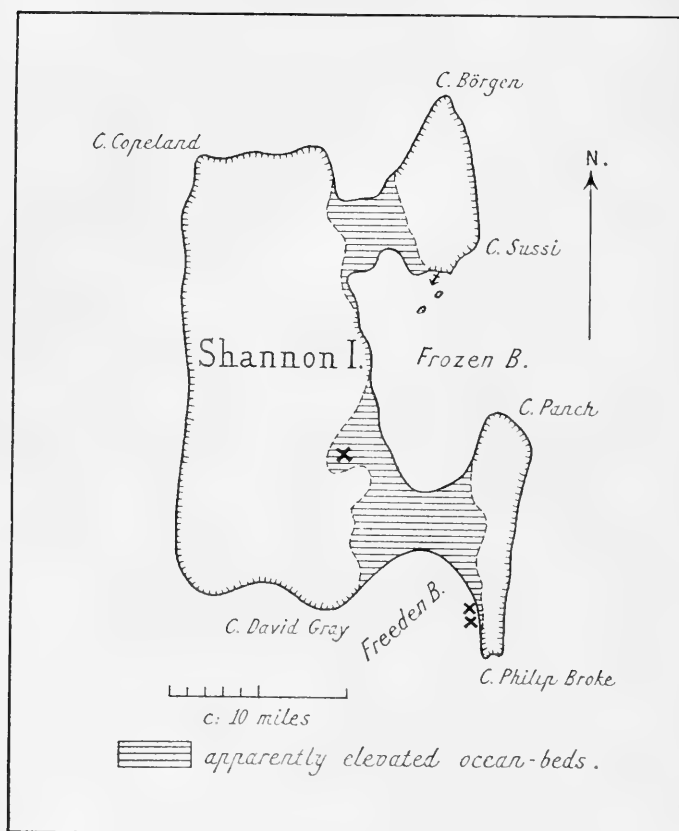 C. Börgen
C. Copeland
N.
C. Sussi
Shannon I.
Frozen B.
C. Panch
C. David Gray
Freeden B.
C. Philip Broke
c: 10 miles
apparently elevated ocean-beds.